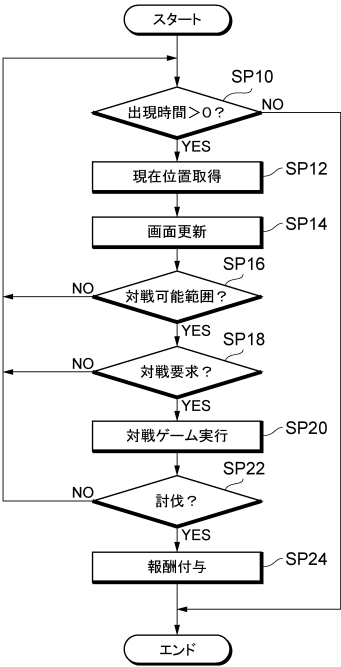 スタート
SP10
出現時間＞0？
NO
YES
現在位置取得
SP12
画面更新
SP14
SP16
対戦可能範囲？
NO
YES
SP18
対戦要求？
NO
YES
対戦ゲーム実行
SP20
SP22
討伐？
NO
YES
報酬付与
SP24
エンド